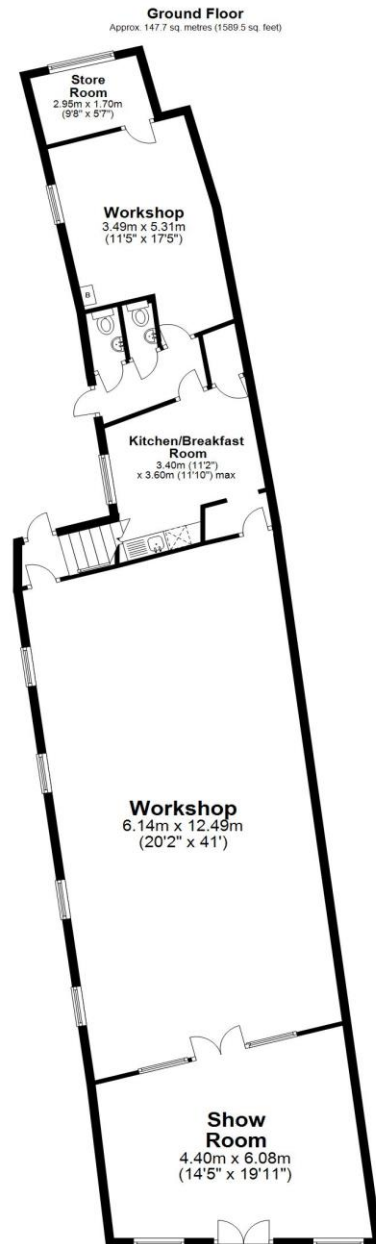 Ground Floor
Approx. 147.7 sq. metres (1589.5 sq. feet)
Store
Room
2.95m x 1.70m
(9'8" x 5'7")
Workshop
3.49m x 5.31m
(11'5" x 17'5")
B
Kitchen/Breakfast
Room
3.40m (11'2")
x 3.60m (11'10") max
Workshop
6.14m x 12.49m
(20'2" x 41')
Show
Room
4.40m x 6.08m
(14'5" x 19'11")